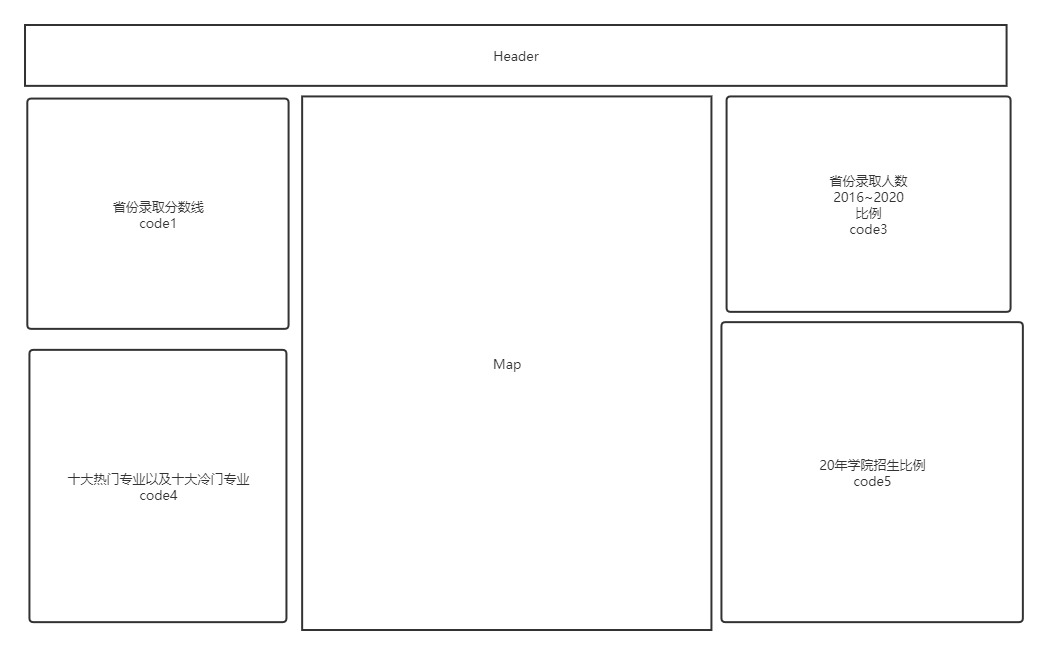 Header
省份录取分数线
code1
Map
省份录取人数
2016~2020
比例
code3
十大热门专业以及十大冷门专业
code4
20年学院招生比例
code5